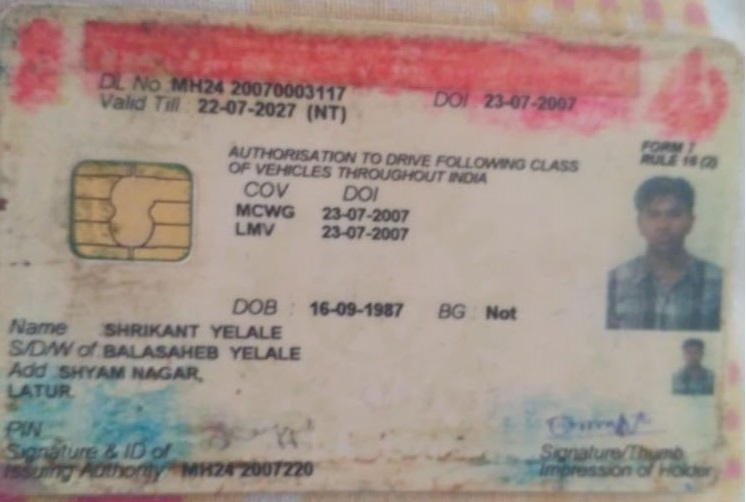 DL No MH24 20070003117 DOI 23-07-2007
Valid Till : 22-07-2027 (NT)
FORM 7
RULE 16 (2)
AUTHORISATION TO DRIVE FOLLOWING CLASS
OF VEHICLES THROUGHOUT INDIA
COV DOI
MCWG 23-07-2007
LMV 23-07-2007
DOB : 16-09-1987 BG : Not
Name SHRIKANT YELALE
S/D/W of BALASAHEB YELALE
Add SHYAM NAGAR,
LATUR.
PIN
Signature & ID of
Issuing Authority MH24 2007220
Signature/Thumb
Impression of Holder